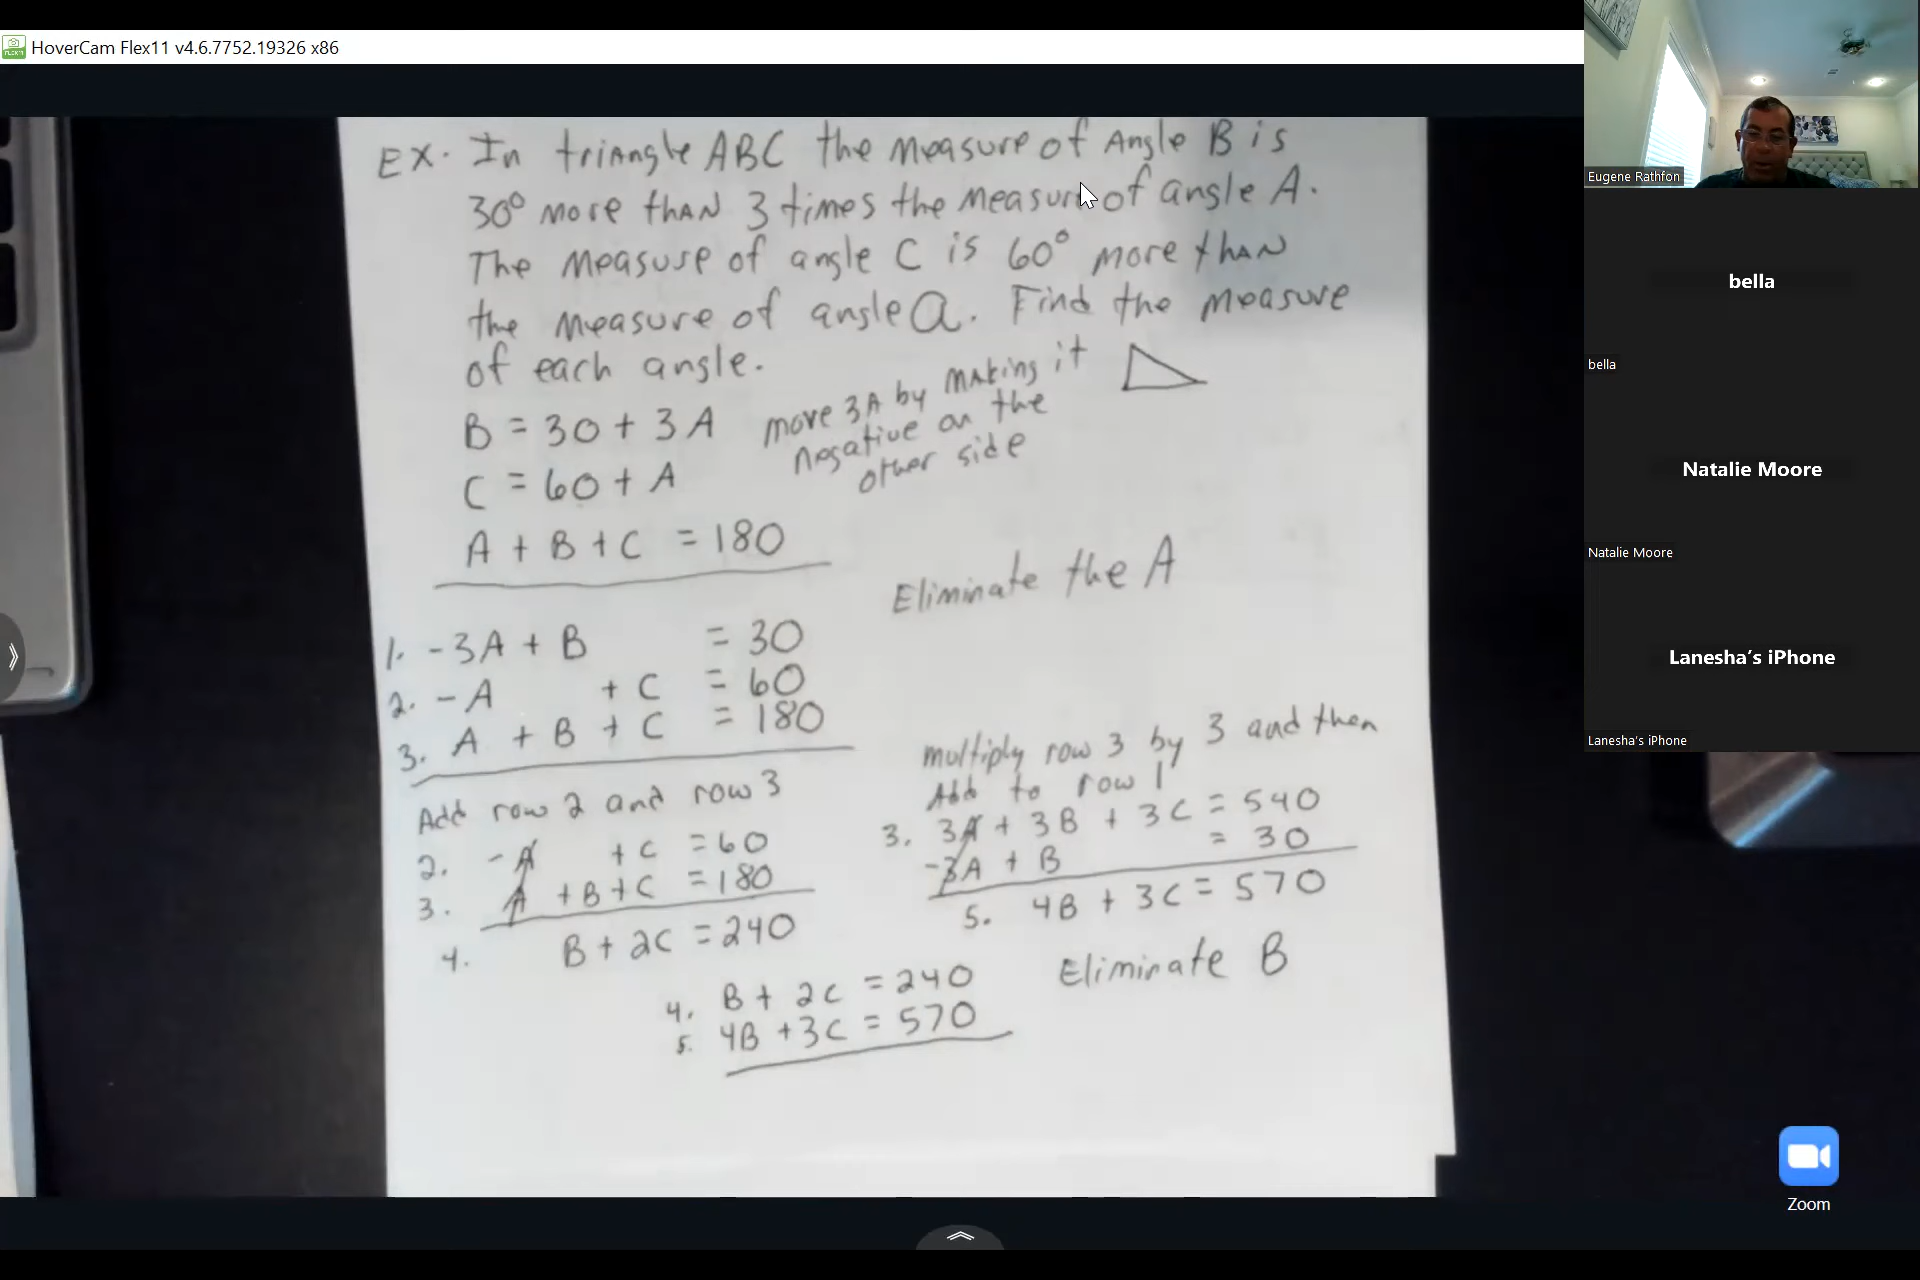 HoverCam Flex11 v4.6.7752.19326 x86
Ex. In triangle ABC the measure of Angle B is
30° more than 3 times the measure of angle A.
The measure of angle C is 60° more than
the measure of angle a. Find the measure
of each angle.
B = 30 + 3A
C = 60 + A
A + B + C = 180
move 3A by making it
negative on the
other side
Eliminate the A
1. -3A + B = 30
2. -A + C = 60
3. A + B + C = 180
Add row 2 and row 3
2. -A + C = 60
3. A + B + C = 180
4. B + 2C = 240
multiply row 3 by 3 and then
Add to row 1
3. 3A + 3B + 3C = 540
-3A + B = 30
5. 4B + 3C = 570
Eliminate B
4. B + 2C = 240
5. 4B + 3C = 570
Eugene Rathfon
bella
bella
Natalie Moore
Natalie Moore
Lanesha's iPhone
Lanesha's iPhone
Zoom